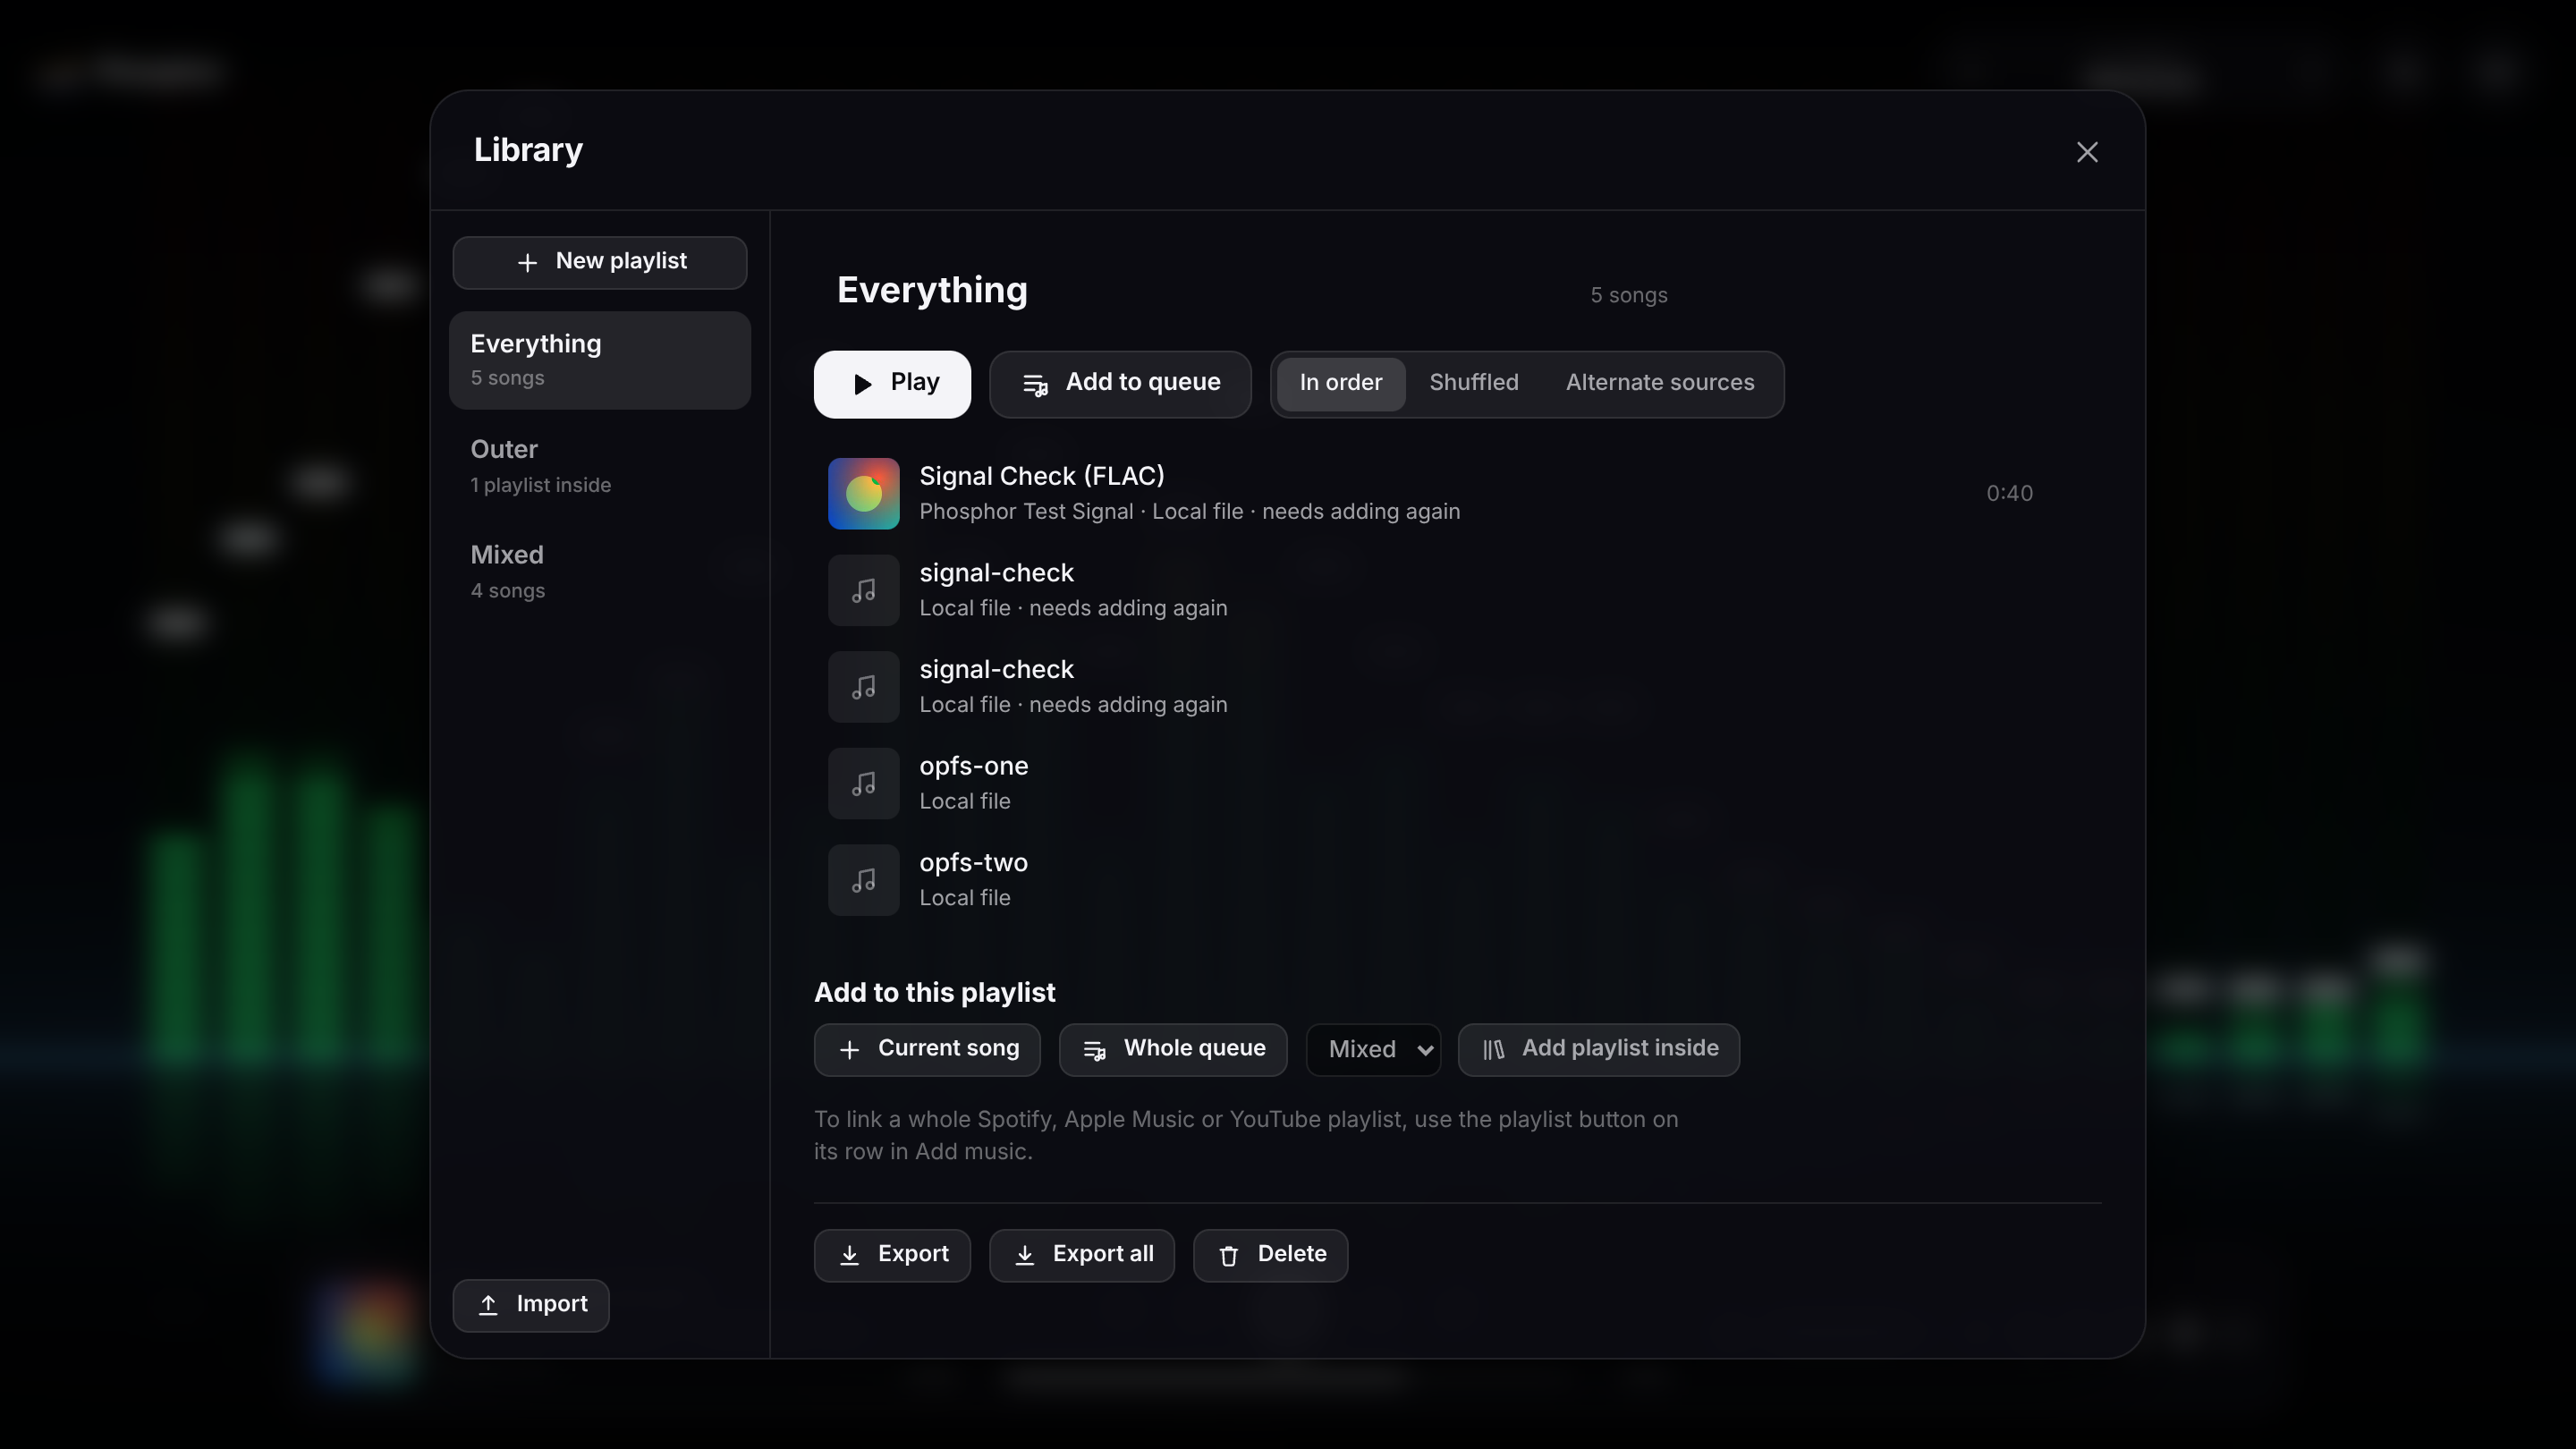 Library
New playlist
Everything
5 songs
Outer
1 playlist inside
Mixed
4 songs
Import
Everything
5 songs
Play
Add to queue
In order
Shuffled
Alternate sources
Signal Check (FLAC)
Phosphor Test Signal · Local file · needs adding again
0:40
signal-check
Local file · needs adding again
signal-check
Local file · needs adding again
opfs-one
Local file
opfs-two
Local file
Add to this playlist
Current song
Whole queue
Mixed
Add playlist inside
To link a whole Spotify, Apple Music or YouTube playlist, use the playlist button on
its row in Add music.
Export
Export all
Delete